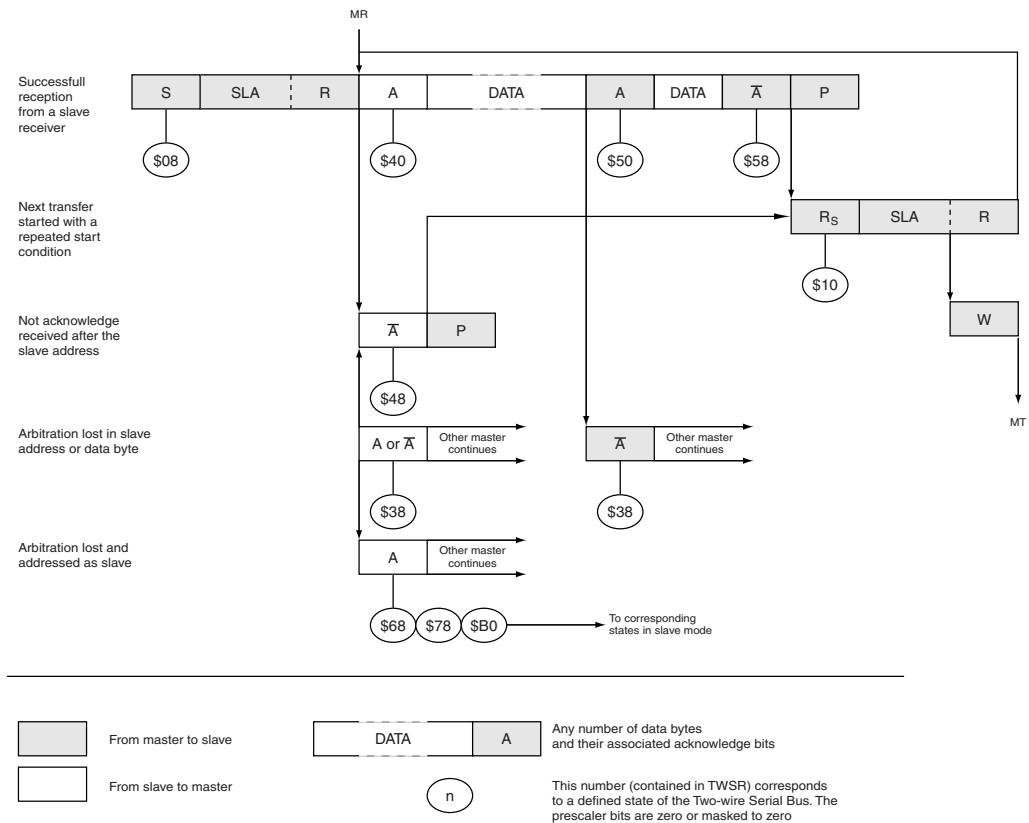 MR
Successfull
reception
from a slave
receiver
S SLA R A DATA A DATA A̅ P
$08 $40 $50 $58
Next transfer
started with a
repeated start
condition
RS SLA R
$10
Not acknowledge
received after the
slave address
A̅ P
W
$48
MT
Arbitration lost in slave
address or data byte
A or A̅
Other master
continues
A̅
Other master
continues
$38 $38
Arbitration lost and
addressed as slave
A
Other master
continues
$68 $78 $B0
To corresponding
states in slave mode
From master to slave
DATA A
Any number of data bytes
and their associated acknowledge bits
From slave to master
n
This number (contained in TWSR) corresponds
to a defined state of the Two-wire Serial Bus. The
prescaler bits are zero or masked to zero